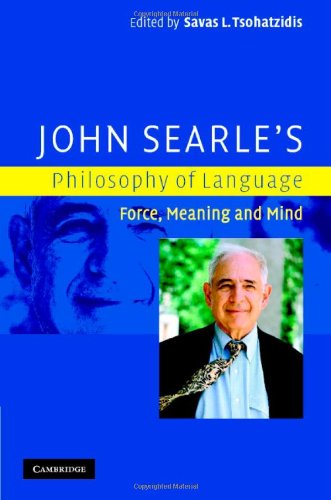 Edited by Savas L. Tsohatzidis
JOHN SEARLE'S
Philosophy of Language
Force, Meaning and Mind
CAMBRIDGE